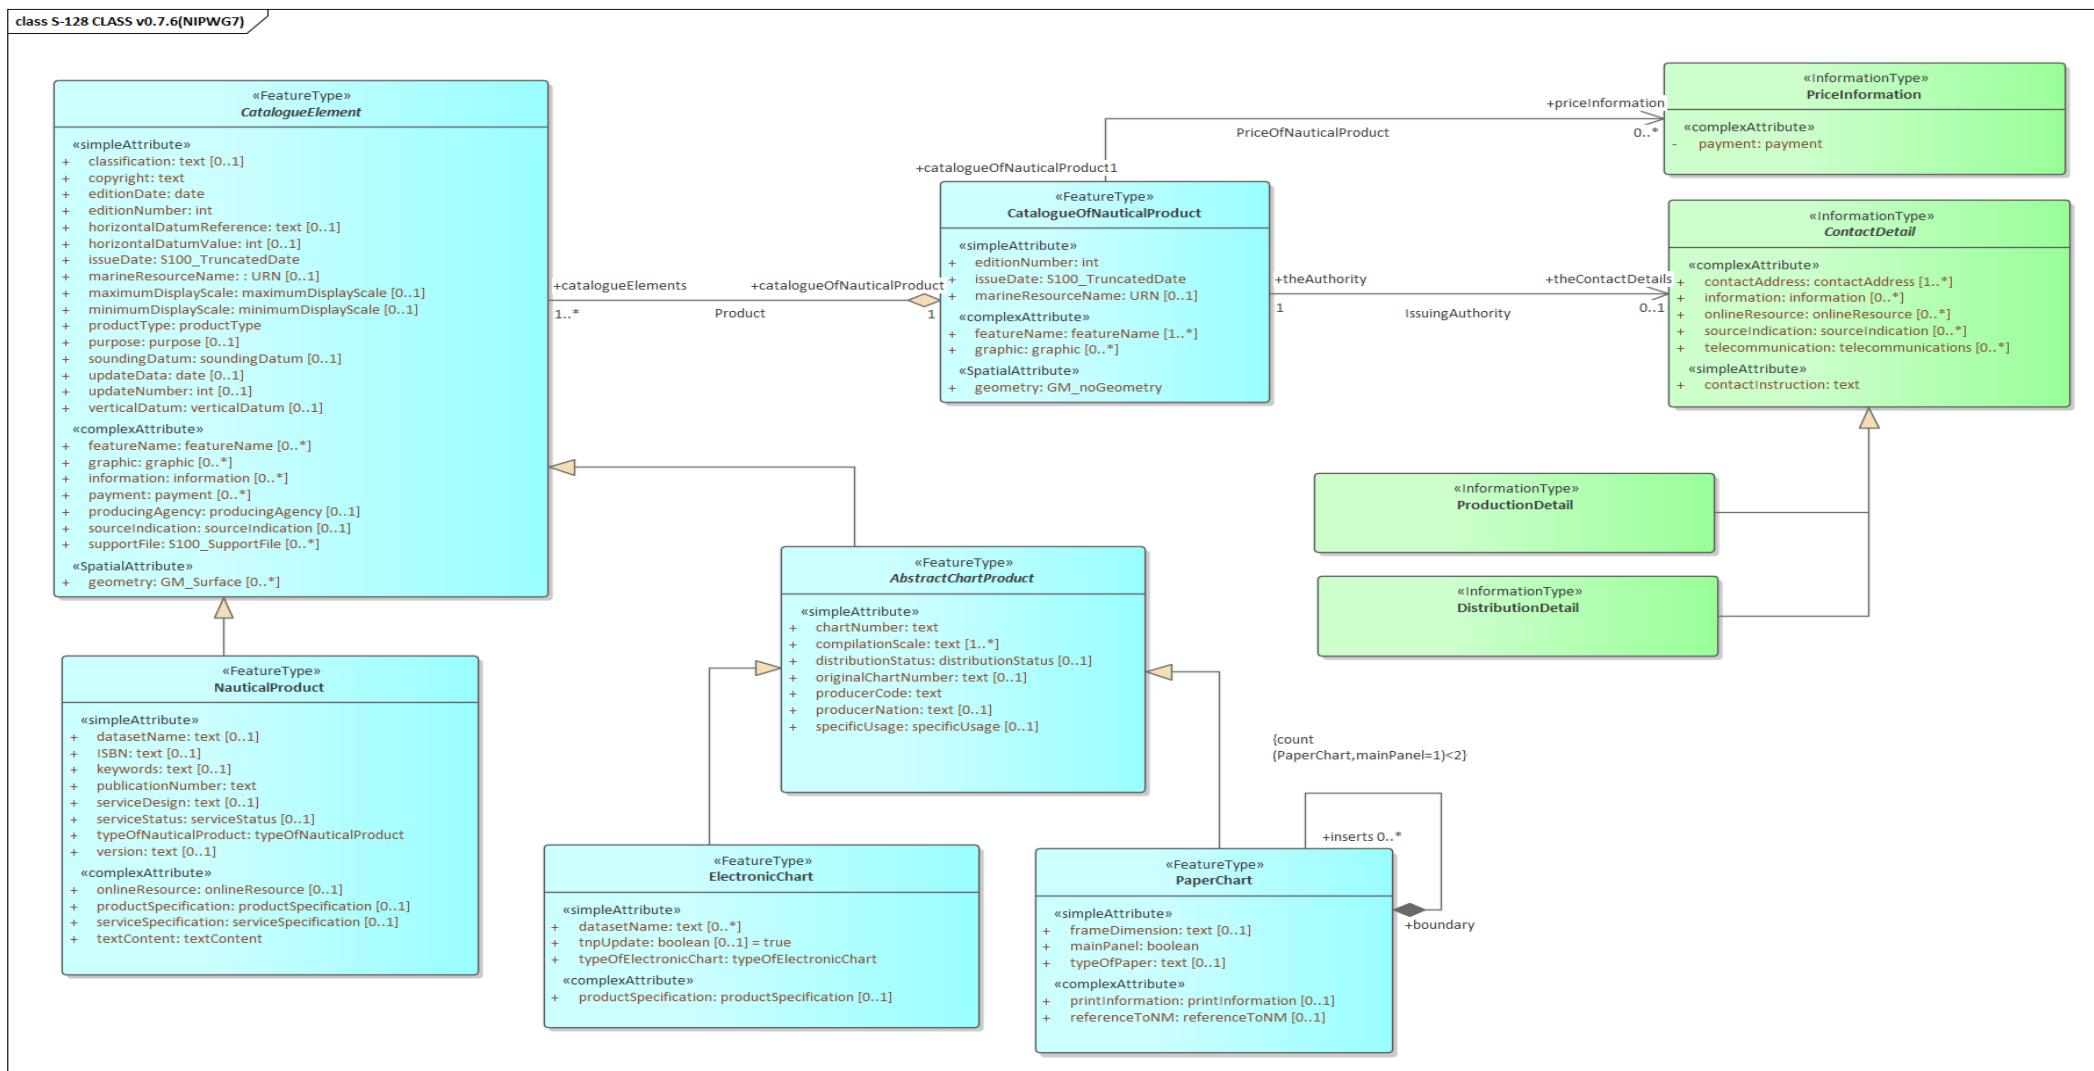 class S-128 CLASS v0.7.6(NIPWG7)
«FeatureType»
CatalogueElement
«simpleAttribute»
+ classification: text [0..1]
+ copyright: text
+ editionDate: date
+ editionNumber: int
+ horizontalDatumReference: text [0..1]
+ horizontalDatumValue: int [0..1]
+ issueDate: S100_TruncatedDate
+ marineResourceName: : URN [0..1]
+ maximumDisplayScale: maximumDisplayScale [0..1]
+ minimumDisplayScale: minimumDisplayScale [0..1]
+ productType: productType
+ purpose: purpose [0..1]
+ soundingDatum: soundingDatum [0..1]
+ updateData: date [0..1]
+ updateNumber: int [0..1]
+ verticalDatum: verticalDatum [0..1]
«complexAttribute»
+ featureName: featureName [0..*]
+ graphic: graphic [0..*]
+ information: information [0..*]
+ payment: payment [0..*]
+ producingAgency: producingAgency [0..1]
+ sourceIndication: sourceIndication [0..1]
+ supportFile: S100_SupportFile [0..*]
«SpatialAttribute»
+ geometry: GM_Surface [0..*]
+catalogueElements
1..*
Product
+catalogueOfNauticalProduct
1
+catalogueOfNauticalProduct1
PriceOfNauticalProduct
+priceInformation
0..*
«FeatureType»
CatalogueOfNauticalProduct
«simpleAttribute»
+ editionNumber: int
+ issueDate: S100_TruncatedDate
+ marineResourceName: URN [0..1]
«complexAttribute»
+ featureName: featureName [1..*]
+ graphic: graphic [0..*]
«SpatialAttribute»
+ geometry: GM_noGeometry
+theAuthority
1
IssuingAuthority
+theContactDetails
0..1
«InformationType»
PriceInformation
«complexAttribute»
- payment: payment
«InformationType»
ContactDetail
«complexAttribute»
+ contactAddress: contactAddress [1..*]
+ information: information [0..*]
+ onlineResource: onlineResource [0..*]
+ sourceIndication: sourceIndication [0..*]
+ telecommunication: telecommunications [0..*]
«simpleAttribute»
+ contactInstruction: text
«InformationType»
ProductionDetail
«InformationType»
DistributionDetail
«FeatureType»
AbstractChartProduct
«simpleAttribute»
+ chartNumber: text
+ compilationScale: text [1..*]
+ distributionStatus: distributionStatus [0..1]
+ originalChartNumber: text [0..1]
+ producerCode: text
+ producerNation: text [0..1]
+ specificUsage: specificUsage [0..1]
«FeatureType»
NauticalProduct
«simpleAttribute»
+ datasetName: text [0..1]
+ ISBN: text [0..1]
+ keywords: text [0..1]
+ publicationNumber: text
+ serviceDesign: text [0..1]
+ serviceStatus: serviceStatus [0..1]
+ typeOfNauticalProduct: typeOfNauticalProduct
+ version: text [0..1]
«complexAttribute»
+ onlineResource: onlineResource [0..1]
+ productSpecification: productSpecification [0..1]
+ serviceSpecification: serviceSpecification [0..1]
+ textContent: textContent
«FeatureType»
ElectronicChart
«simpleAttribute»
+ datasetName: text [0..*]
+ tnpUpdate: boolean [0..1] = true
+ typeOfElectronicChart: typeOfElectronicChart
«complexAttribute»
+ productSpecification: productSpecification [0..1]
{count
(PaperChart,mainPanel=1)<2}
+inserts 0..*
+boundary
«FeatureType»
PaperChart
«simpleAttribute»
+ frameDimension: text [0..1]
+ mainPanel: boolean
+ typeOfPaper: text [0..1]
«complexAttribute»
+ printInformation: printInformation [0..1]
+ referenceToNM: referenceToNM [0..1]